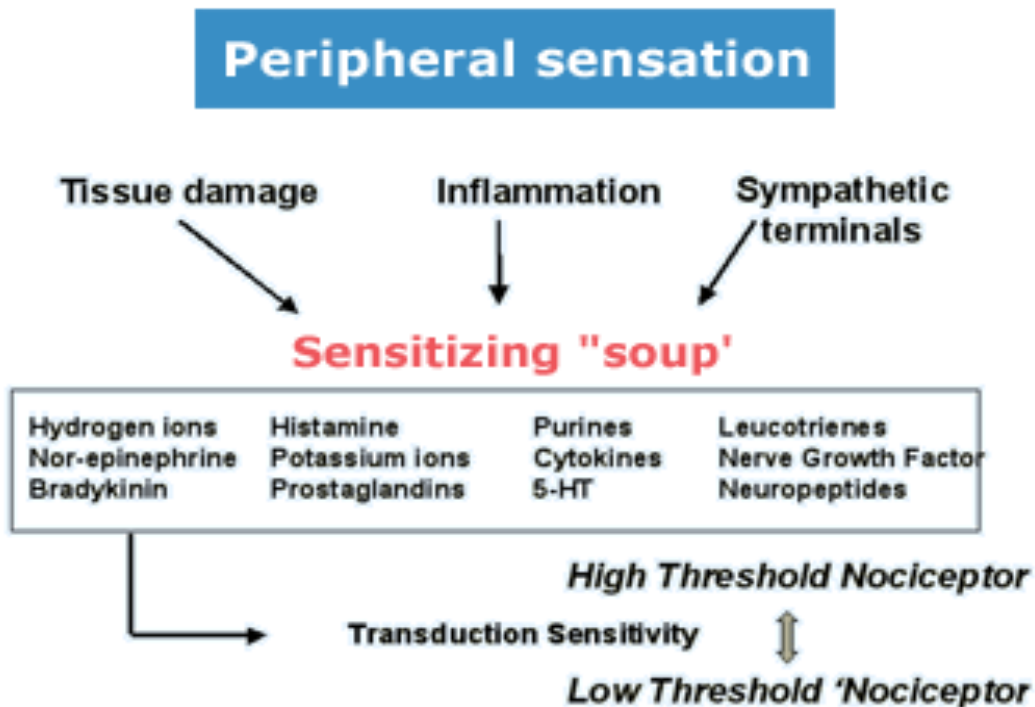 Peripheral sensation
Tissue damage
Inflammation
Sympathetic
terminals
Sensitizing "soup'
Hydrogen ions Histamine Purines Leucotrienes
Nor-epinephrine Potassium ions Cytokines Nerve Growth Factor
Bradykinin Prostaglandins 5-HT Neuropeptides
High Threshold Nociceptor
Transduction Sensitivity
Low Threshold ‘Nociceptor